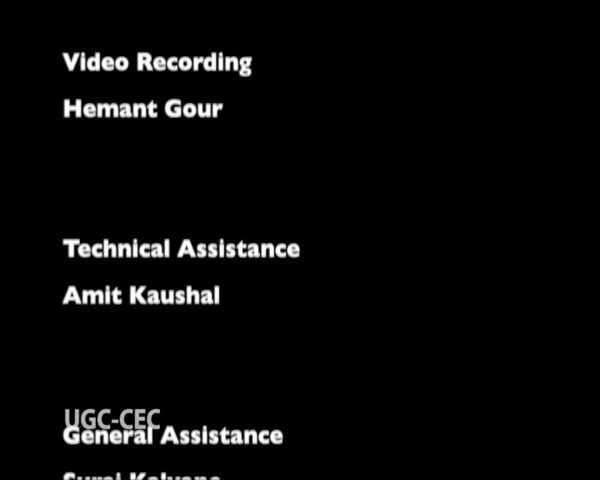 Video Recording
Hemant Gour
Technical Assistance
Amit Kaushal
UGC-CEC
General Assistance